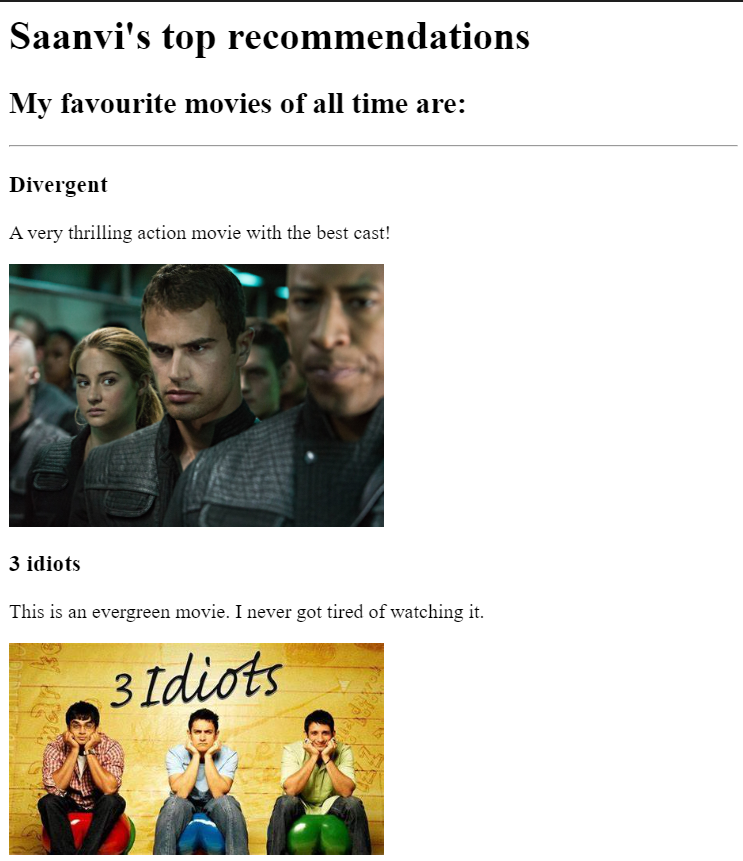 Saanvi's top recommendations
My favourite movies of all time are:
Divergent
A very thrilling action movie with the best cast!
3 idiots
This is an evergreen movie. I never got tired of watching it.
3 Idiots